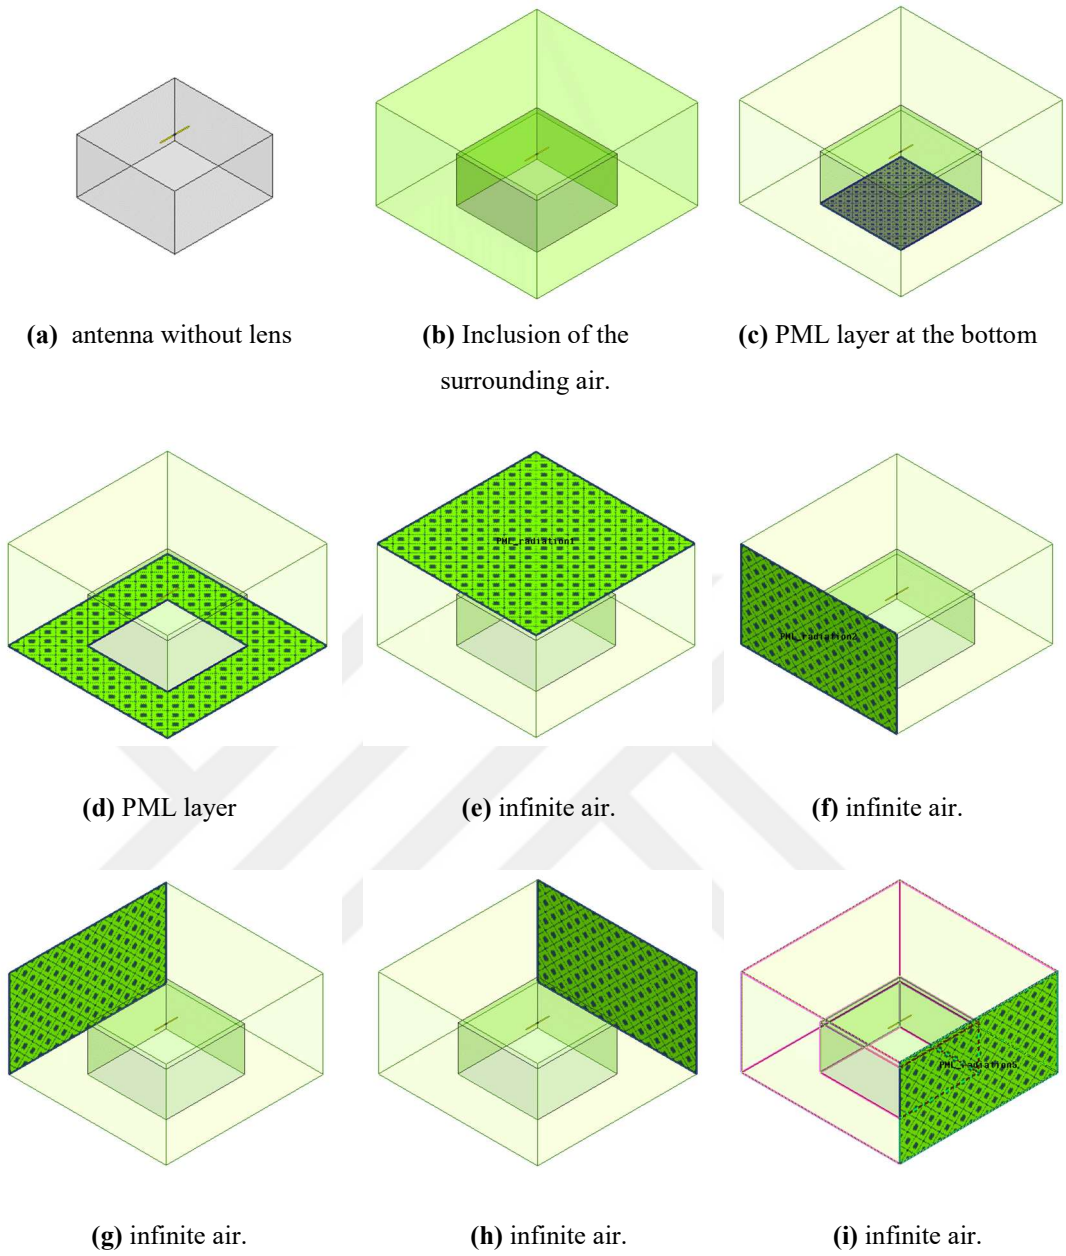 (a) antenna without lens
(b) Inclusion of the
surrounding air.
(c) PML layer at the bottom
PML_radiation1
PML_radiation2
(d) PML layer
(e) infinite air.
(f) infinite air.
PML_radiation5
(g) infinite air.
(h) infinite air.
(i) infinite air.